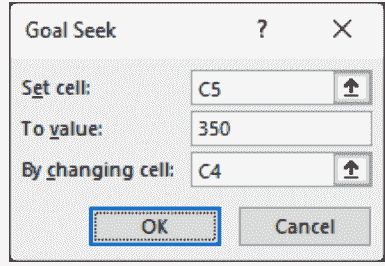 Goal Seek ?
Set cell: C5
To value: 350
By changing cell: C4
OK Cancel